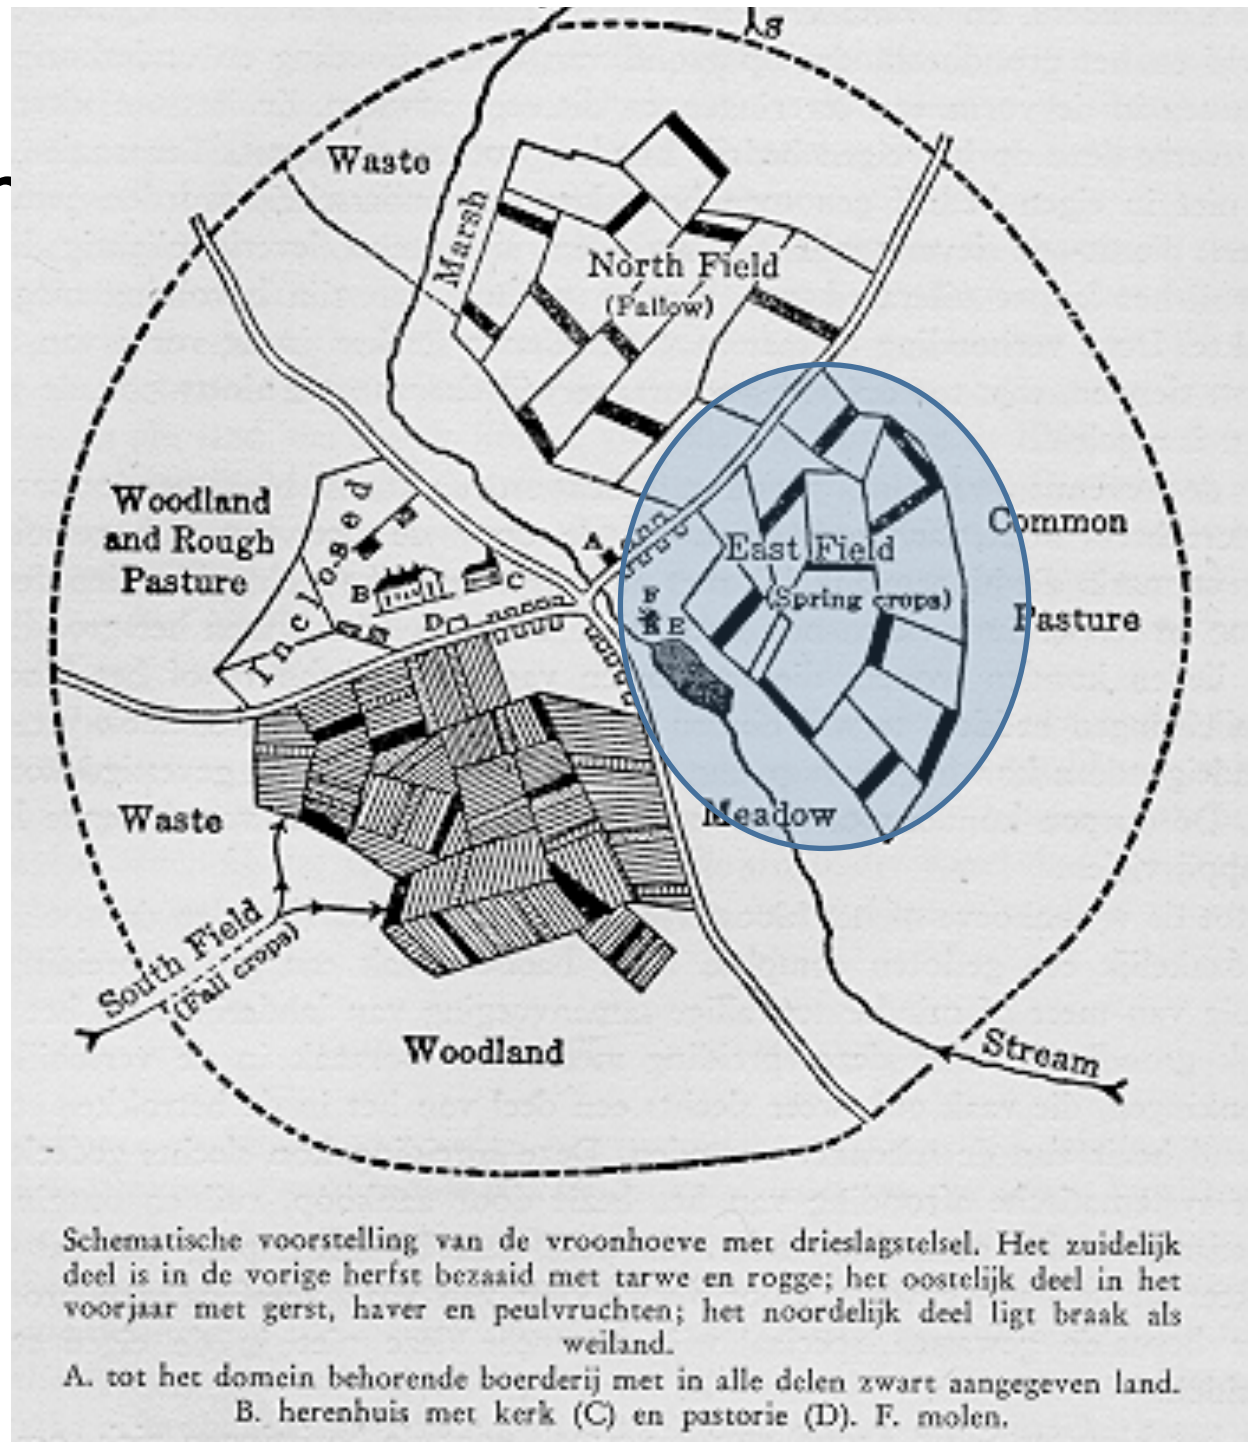 S
Waste
Marsh
North Field
(Fallow)
Woodland
and Rough
Pasture
Inclosed
A
B
C
D
East Field
(Spring crops)
F
E
Common
Pasture
Waste
Meadow
South Field
(Fall crops)
Woodland
Stream
Schematische voorstelling van de vroonhoeve met drieslagstelsel. Het zuidelijk
deel is in de vorige herfst bezaaid met tarwe en rogge; het oostelijk deel in het
voorjaar met gerst, haver en peulvruchten; het noordelijk deel ligt braak als
weiland.
A. tot het domein behorende boerderij met in alle delen zwart aangegeven land.
B. herenhuis met kerk (C) en pastorie (D). F. molen.